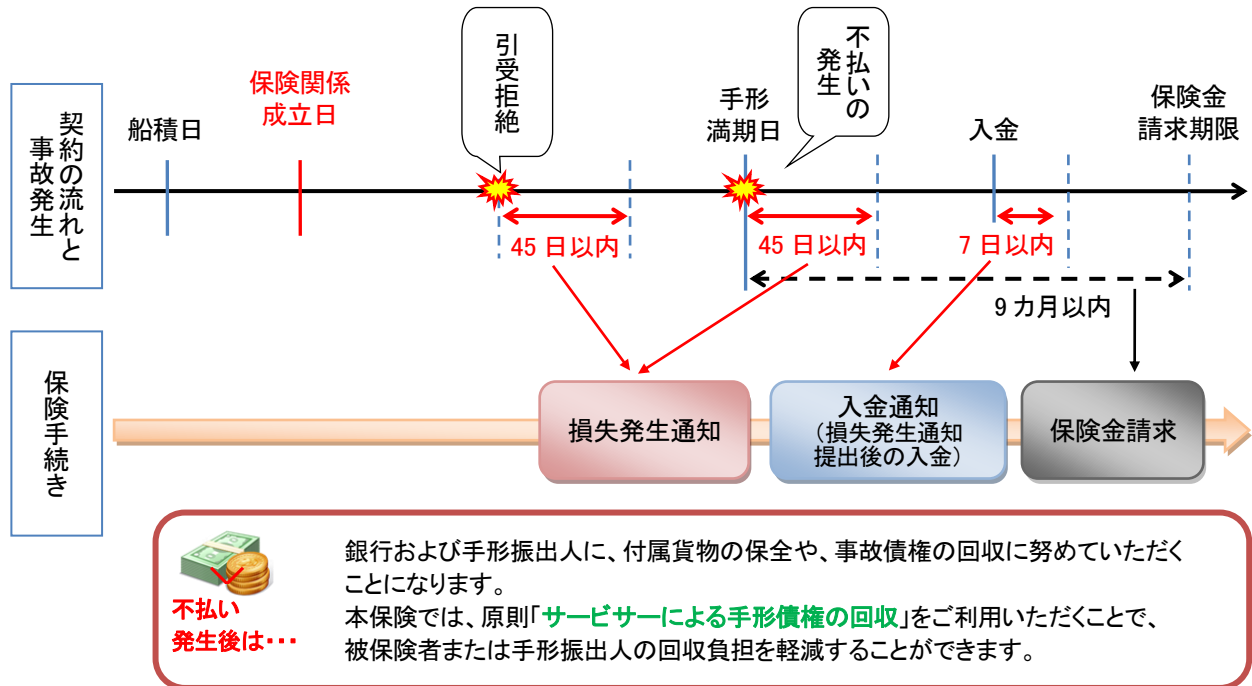 契約の流れと
事故発生
船積日
保険関係
成立日
引受拒絶
手形
満期日
不払いの
発生
入金
保険金
請求期限
45 日以内
45 日以内
7 日以内
9 カ月以内
保険手続き
損失発生通知
入金通知
(損失発生通知
提出後の入金)
保険金請求
不払い
発生後は・・・
銀行および手形振出人に、付属貨物の保全や、事故債権の回収に努めていただく
ことになります。
本保険では、原則「サービサーによる手形債権の回収」をご利用いただくことで、
被保険者または手形振出人の回収負担を軽減することができます。